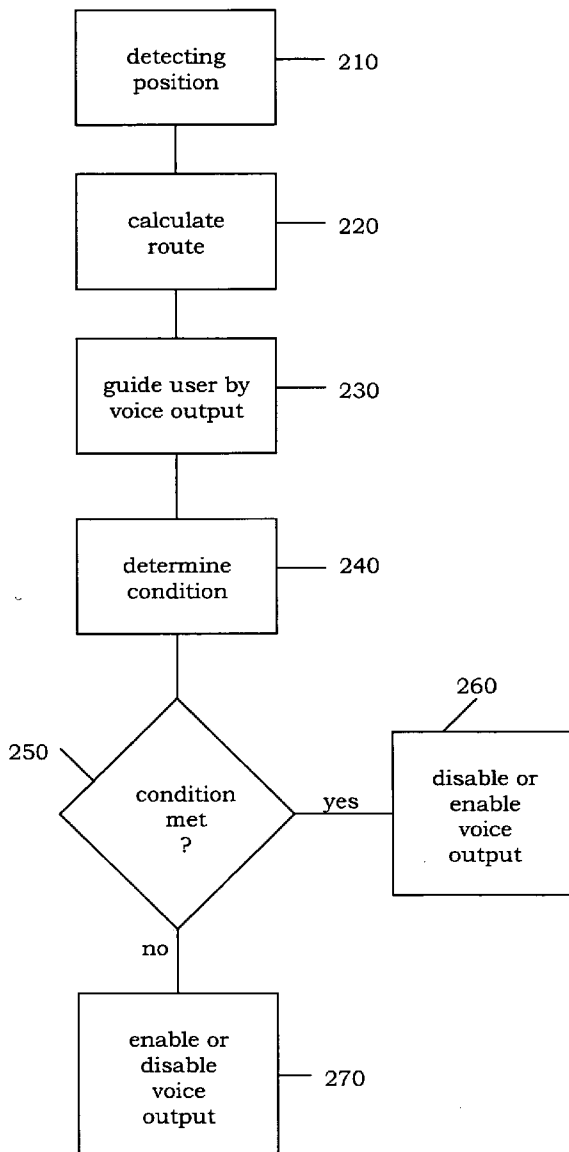 detecting
position
210
calculate
route
220
guide user by
voice output
230
determine
condition
240
250
condition
met
?
yes
260
disable or
enable
voice
output
no
enable or
disable
voice
output
270